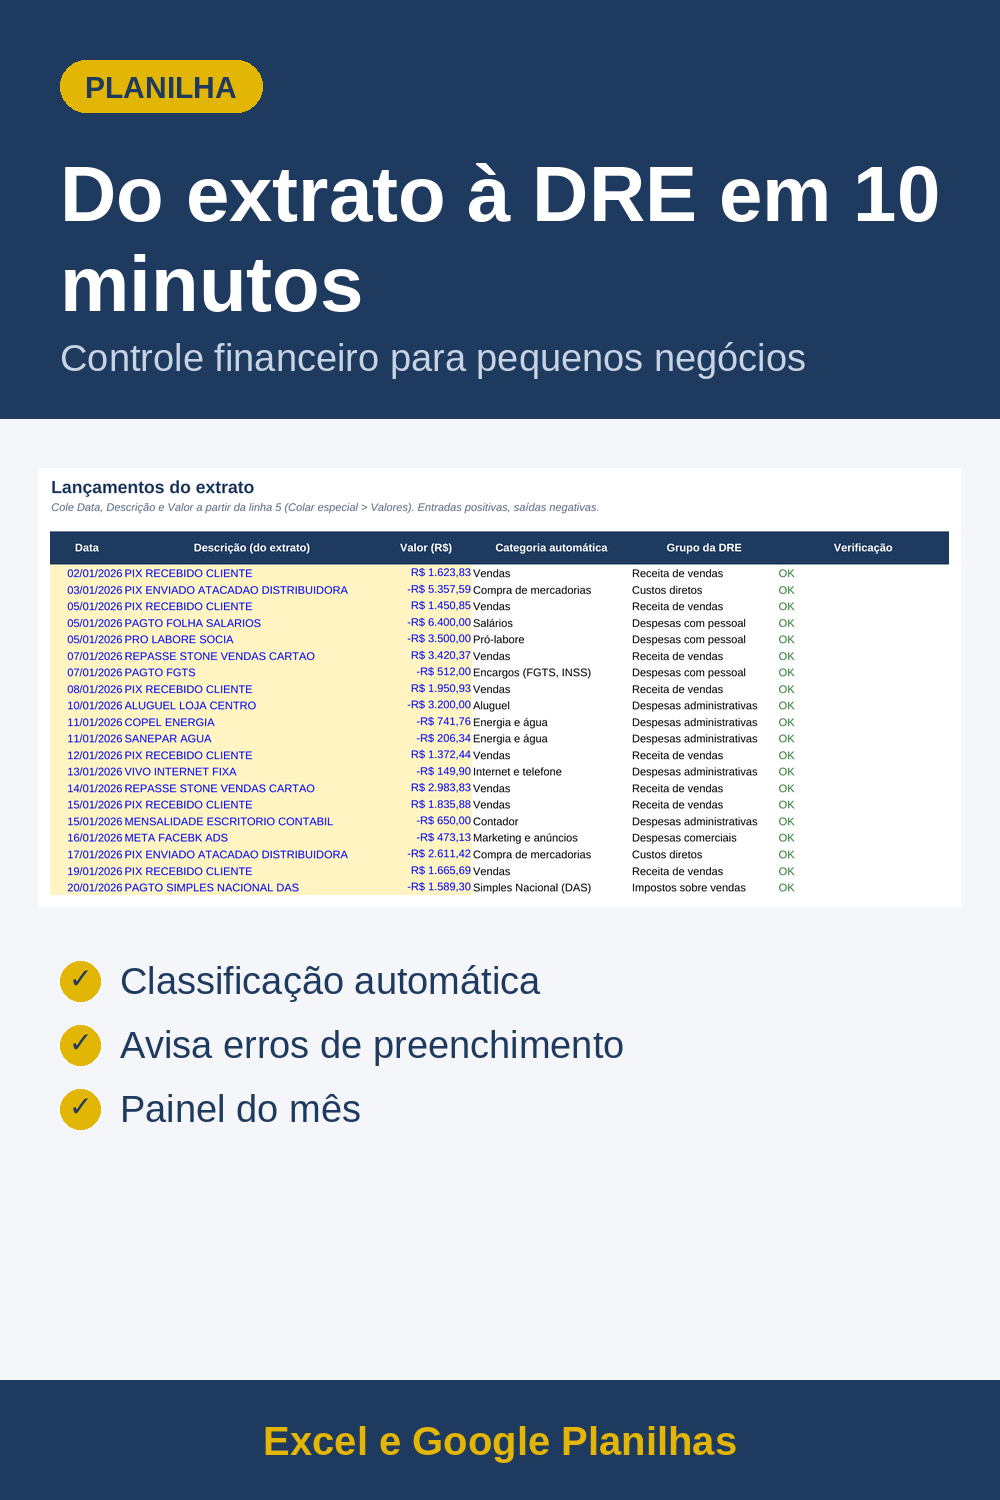 PLANILHA
Do extrato à DRE em 10
minutos
Controle financeiro para pequenos negócios
Lançamentos do extrato
Cole Data, Descrição e Valor a partir da linha 5 (Colar especial > Valores). Entradas positivas, saídas negativas.
Data Descrição (do extrato) Valor (R$) Categoria automática Grupo da DRE Verificação
02/01/2026 PIX RECEBIDO CLIENTE R$ 1.623,83 Vendas Receita de vendas OK
03/01/2026 PIX ENVIADO ATACADAO DISTRIBUIDORA -R$ 5.357,59 Compra de mercadorias Custos diretos OK
05/01/2026 PIX RECEBIDO CLIENTE R$ 1.450,85 Vendas Receita de vendas OK
05/01/2026 PAGTO FOLHA SALARIOS -R$ 6.400,00 Salários Despesas com pessoal OK
05/01/2026 PRO LABORE SOCIA -R$ 3.500,00 Pró-labore Despesas com pessoal OK
07/01/2026 REPASSE STONE VENDAS CARTAO R$ 3.420,37 Vendas Receita de vendas OK
07/01/2026 PAGTO FGTS -R$ 512,00 Encargos (FGTS, INSS) Despesas com pessoal OK
08/01/2026 PIX RECEBIDO CLIENTE R$ 1.950,93 Vendas Receita de vendas OK
10/01/2026 ALUGUEL LOJA CENTRO -R$ 3.200,00 Aluguel Despesas administrativas OK
11/01/2026 COPEL ENERGIA -R$ 741,76 Energia e água Despesas administrativas OK
11/01/2026 SANEPAR AGUA -R$ 206,34 Energia e água Despesas administrativas OK
12/01/2026 PIX RECEBIDO CLIENTE R$ 1.372,44 Vendas Receita de vendas OK
13/01/2026 VIVO INTERNET FIXA -R$ 149,90 Internet e telefone Despesas administrativas OK
14/01/2026 REPASSE STONE VENDAS CARTAO R$ 2.983,83 Vendas Receita de vendas OK
15/01/2026 PIX RECEBIDO CLIENTE R$ 1.835,88 Vendas Receita de vendas OK
15/01/2026 MENSALIDADE ESCRITORIO CONTABIL -R$ 650,00 Contador Despesas administrativas OK
16/01/2026 META FACEBK ADS -R$ 473,13 Marketing e anúncios Despesas comerciais OK
17/01/2026 PIX ENVIADO ATACADAO DISTRIBUIDORA -R$ 2.611,42 Compra de mercadorias Custos diretos OK
19/01/2026 PIX RECEBIDO CLIENTE R$ 1.665,69 Vendas Receita de vendas OK
20/01/2026 PAGTO SIMPLES NACIONAL DAS -R$ 1.589,30 Simples Nacional (DAS) Impostos sobre vendas OK
✓ Classificação automática
✓ Avisa erros de preenchimento
✓ Painel do mês
Excel e Google Planilhas